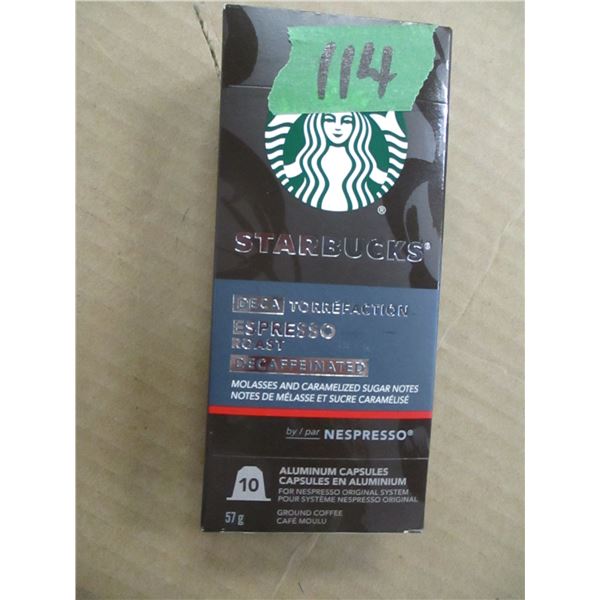 114
®
STARBUCKS®
DECA TORRÉFACTION
ESPRESSO
ROAST
DECAFFEINATED
MOLASSES AND CARAMELIZED SUGAR NOTES
NOTES DE MÉLASSE ET SUCRE CARAMÉLISÉ
by / par NESPRESSO®
10
ALUMINUM CAPSULES
CAPSULES EN ALUMINIUM
FOR NESPRESSO ORIGINAL SYSTEM
POUR SYSTÈME NESPRESSO ORIGINAL
57 g
GROUND COFFEE
CAFÉ MOULU